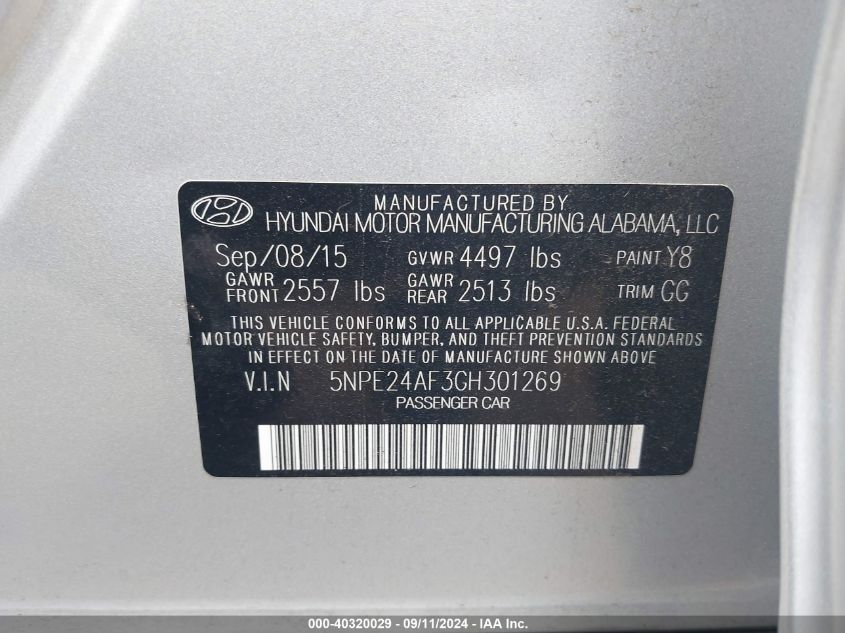 MANUFACTURED BY
HYUNDAI MOTOR MANUFACTURING ALABAMA, LLC
Sep/08/15 GVWR 4497 lbs PAINT Y8
GAWR FRONT 2557 lbs GAWR REAR 2513 lbs TRIM GG
THIS VEHICLE CONFORMS TO ALL APPLICABLE U.S.A. FEDERAL
MOTOR VEHICLE SAFETY, BUMPER, AND THEFT PREVENTION STANDARDS
IN EFFECT ON THE DATE OF MANUFACTURE SHOWN ABOVE
V.I.N 5NPE24AF3GH301269
PASSENGER CAR
000-40320029 - 09/11/2024 - IAA Inc.